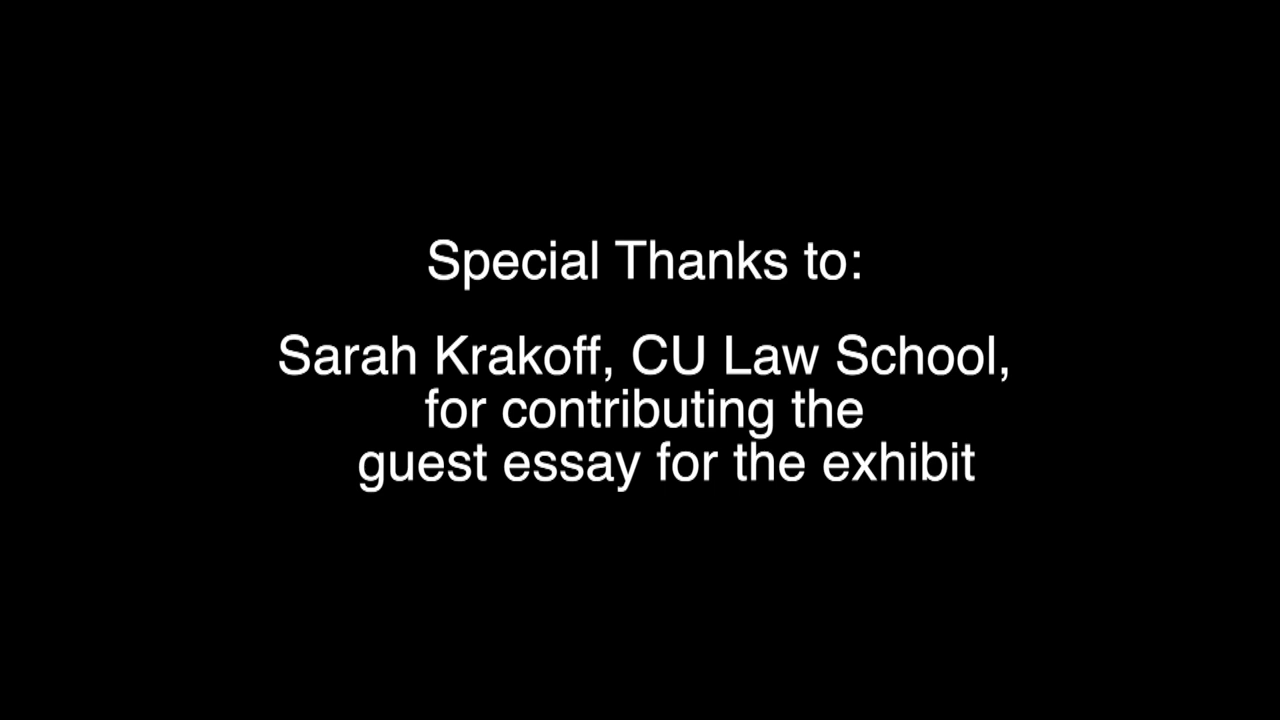 Special Thanks to:
Sarah Krakoff, CU Law School,
for contributing the
guest essay for the exhibit